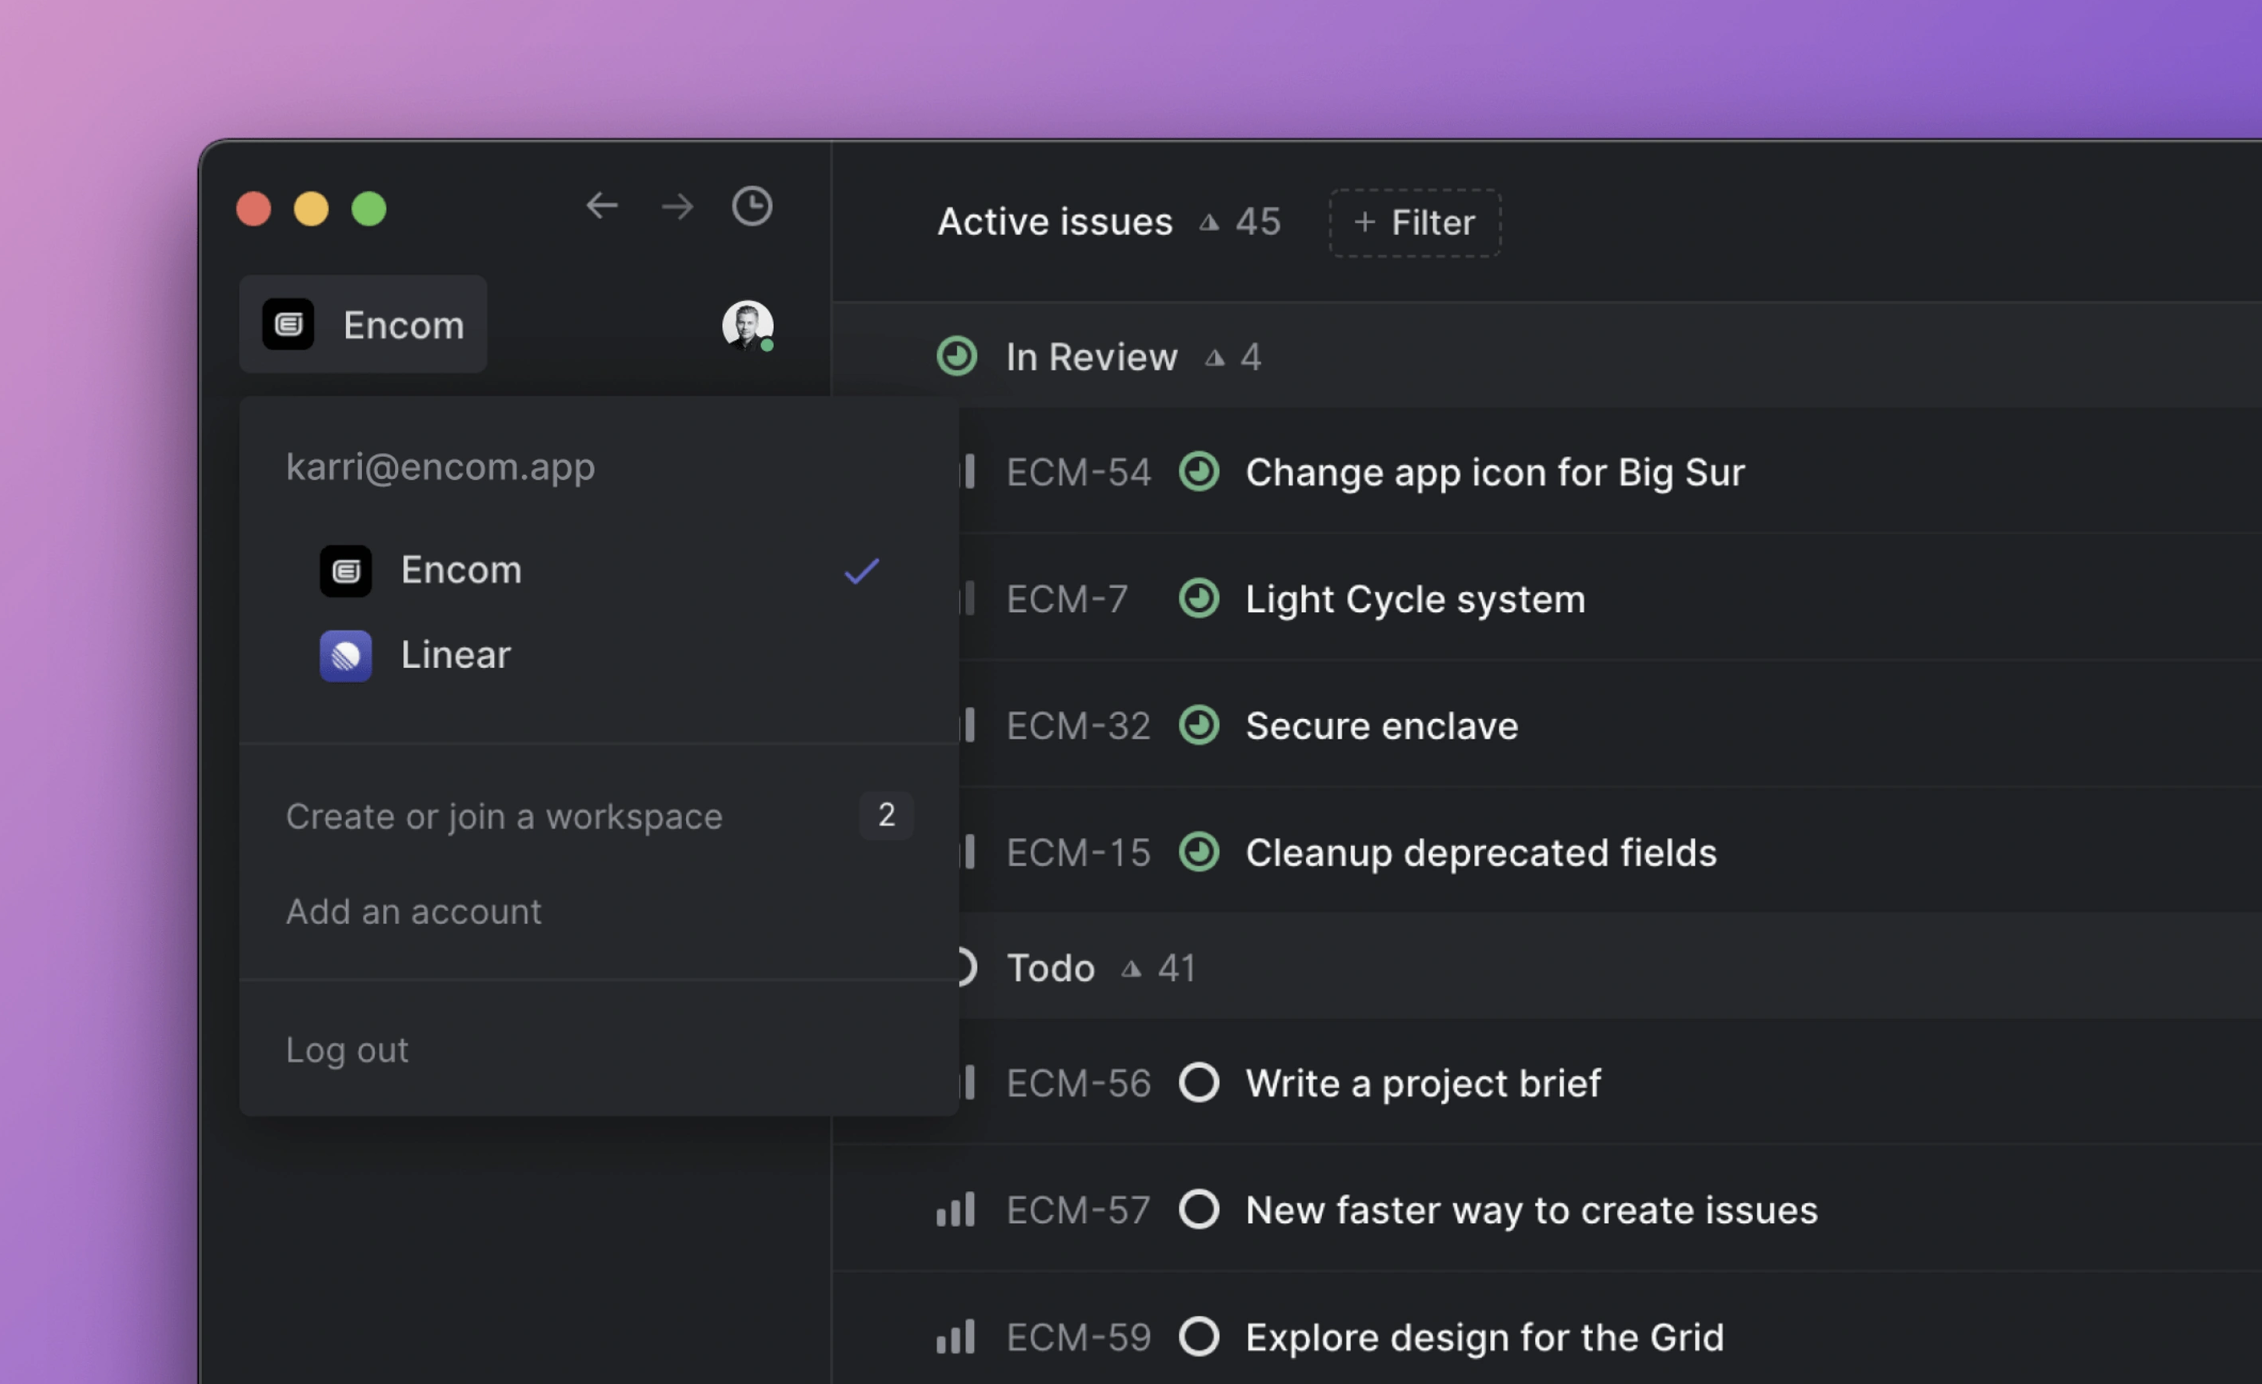 Active issues 45 + Filter
Encom
In Review 4
karri@encom.app
Encom
Linear
Create or join a workspace 2
Add an account
Log out
ECM-54 Change app icon for Big Sur
ECM-7 Light Cycle system
ECM-32 Secure enclave
ECM-15 Cleanup deprecated fields
Todo 41
ECM-56 Write a project brief
ECM-57 New faster way to create issues
ECM-59 Explore design for the Grid